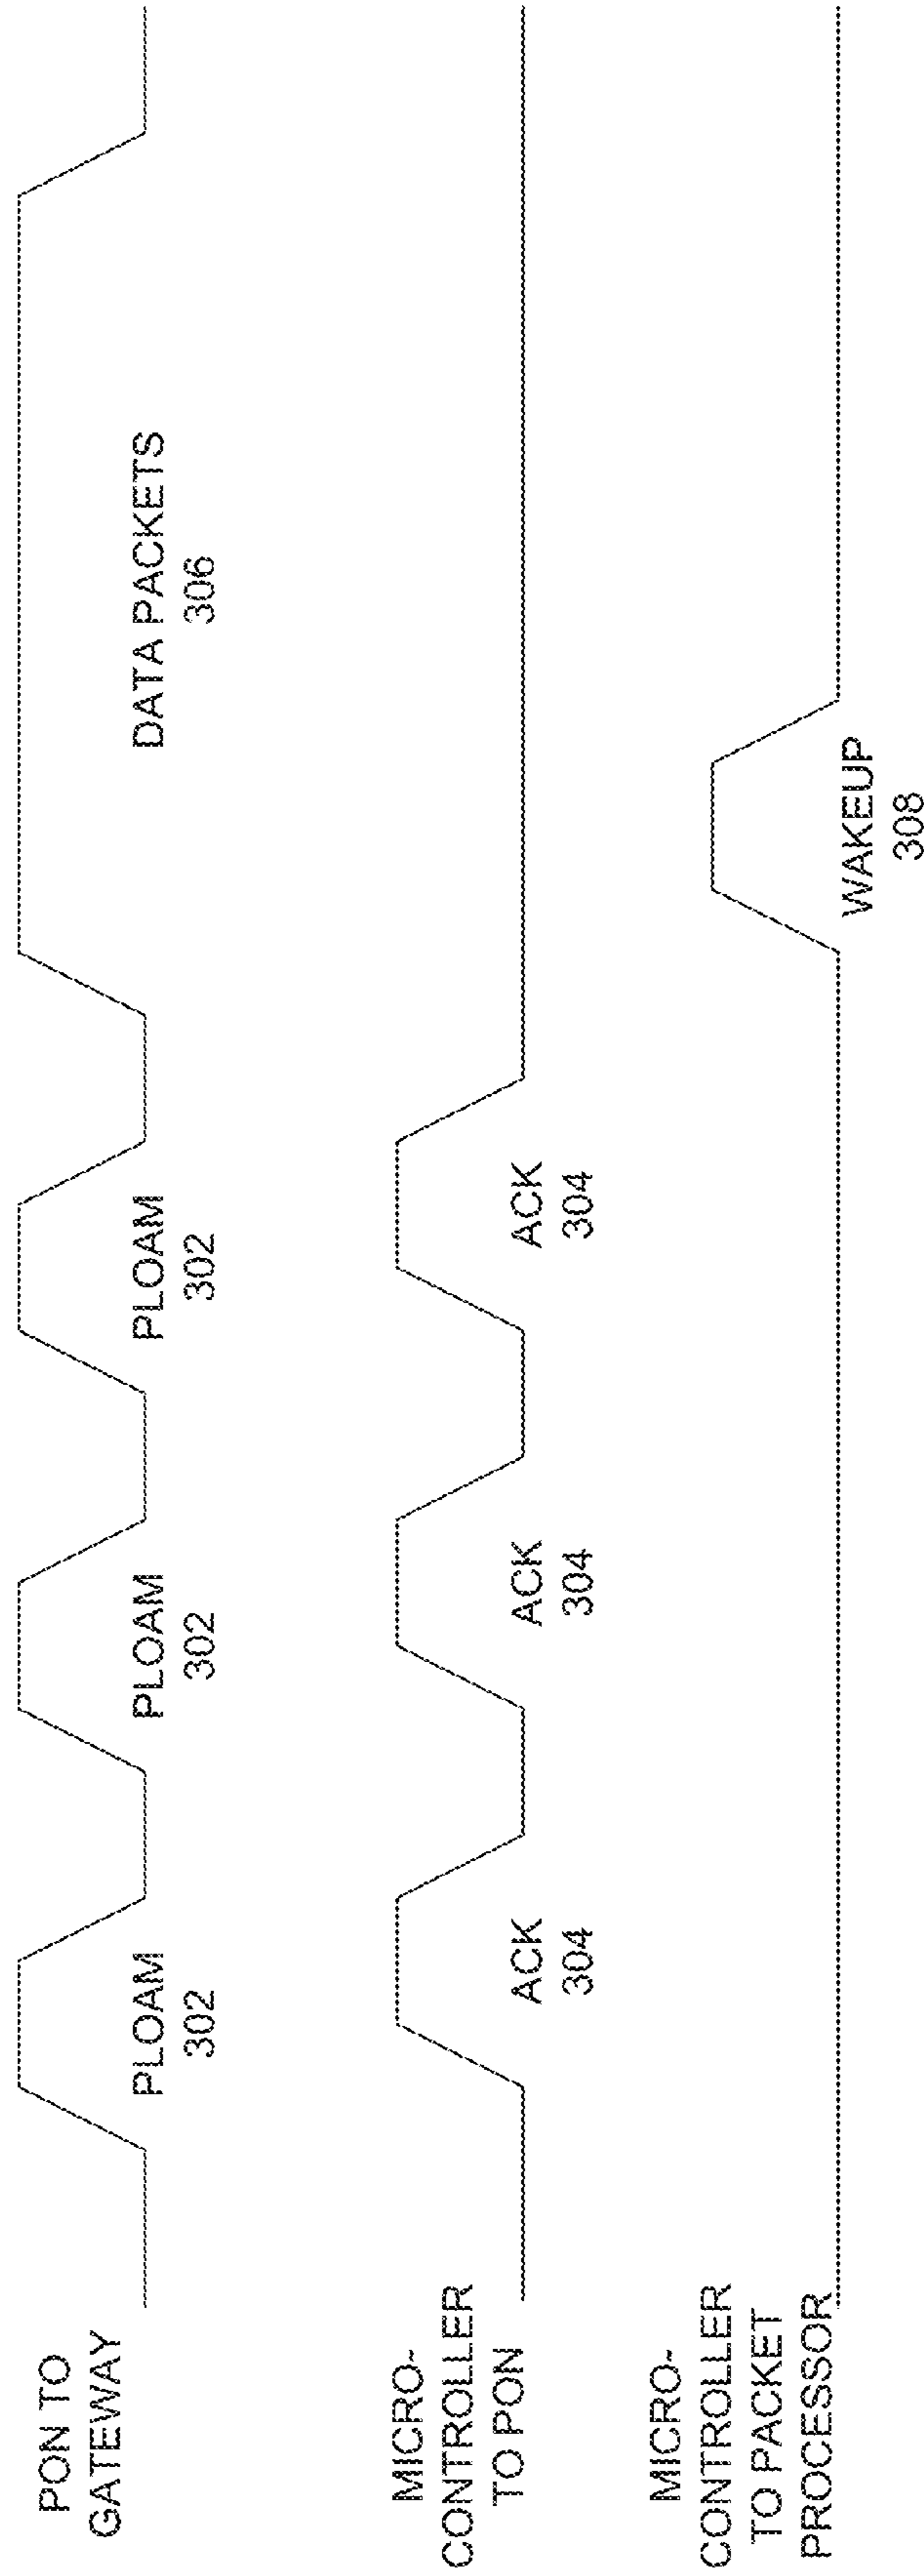 PON TO
GATEWAY
PLOAM
302
PLOAM
302
PLOAM
302
DATA PACKETS
306
MICRO-
CONTROLLER
TO PON
ACK
304
ACK
304
ACK
304
MICRO-
CONTROLLER
TO PACKET
PROCESSOR
WAKEUP
308